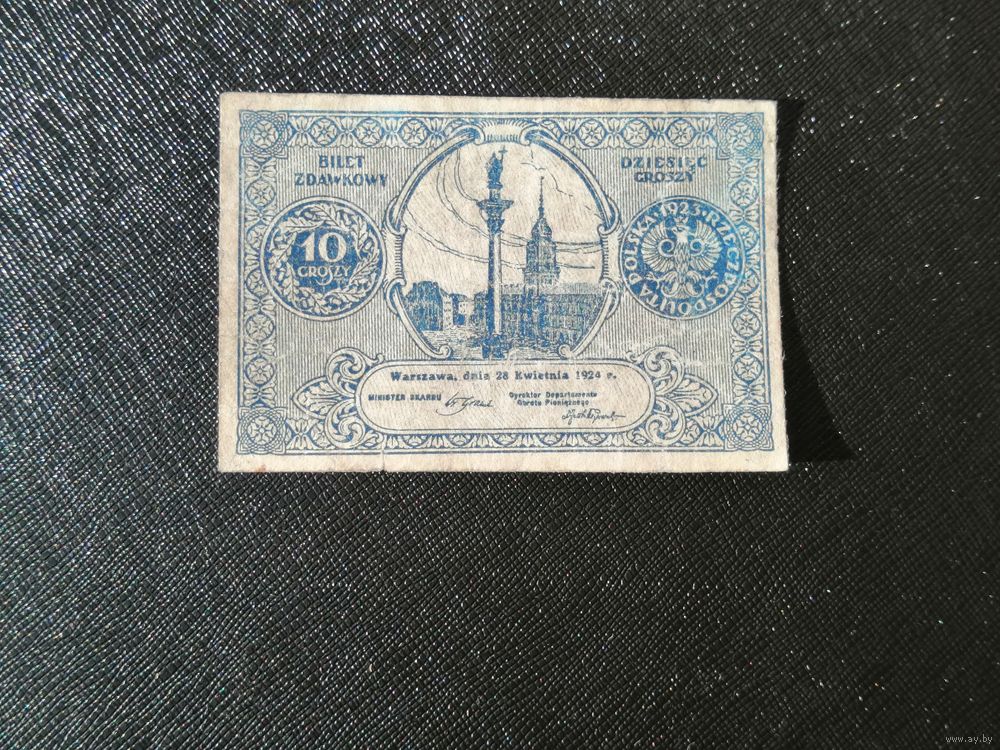 BILET
ZDAWKOWY
DZIESIĘĆ
GROSZY
10
GROSZY
1923·RZECZPOSPOLITA POLSKA
Warszawa, dnia 28 Kwietnia 1924 r.
MINISTER SKARBU
Dyrektor Departamentu
Obrotu Pieniężnego
www.ay.by